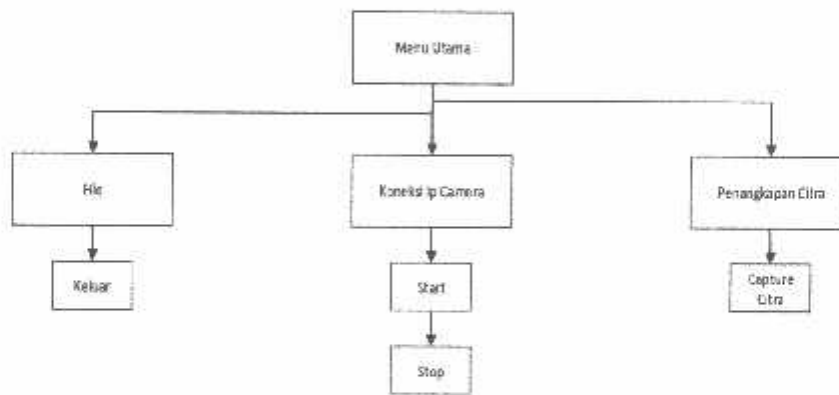 Menu Utama
File
Koneksi Ip Camera
Penangkapan Citra
Keluar
Start
Capture
Citra
Stop